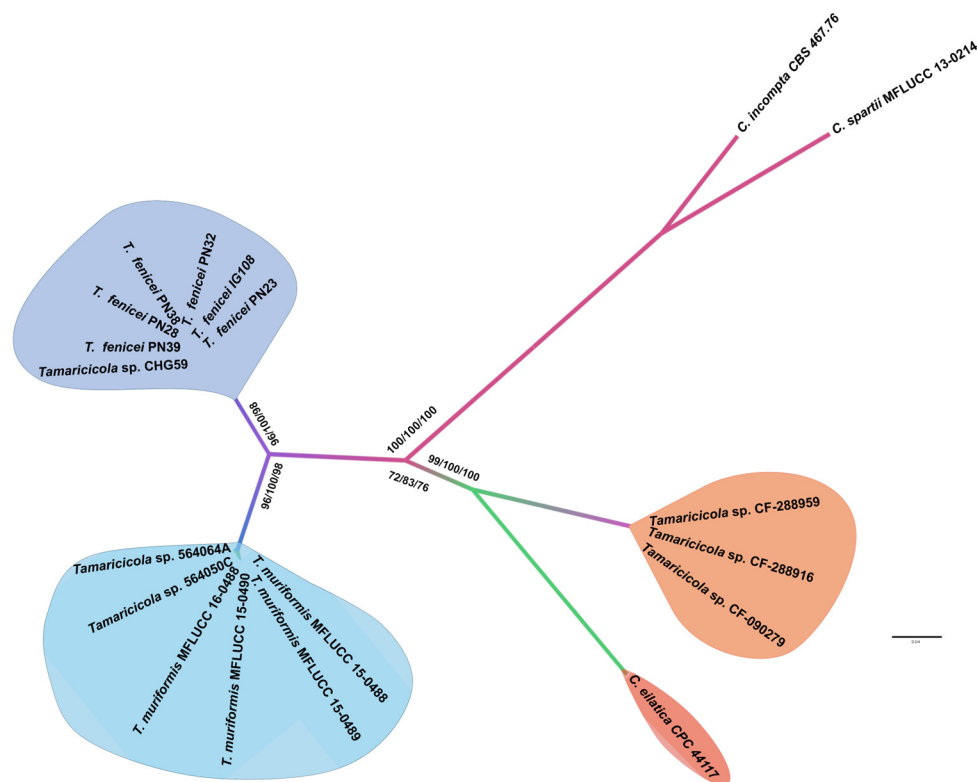 C. incompta CBS 467.76
C. spartii MFLUCC 13-0214
T. fenicei PN32
T. fenicei IG108
T. fenicei PN38
T. fenicei PN23
T. fenicei PN28
T. fenicei PN39
Tamaricicola sp. CHG59
96/100/98
100/100/100
99/100/100
72/83/76
96/100/98
Tamaricicola sp. CF-288959
Tamaricicola sp. CF-288916
Tamaricicola sp. CF-090279
Tamaricicola sp. 564064A
Tamaricicola sp. 564050C
T. muriformis MFLUCC 16-0488
T. muriformis MFLUCC 15-0490
T. muriformis MFLUCC 15-0489
T. muriformis MFLUCC 15-0488
C. eilatica CPC 44117
0.04